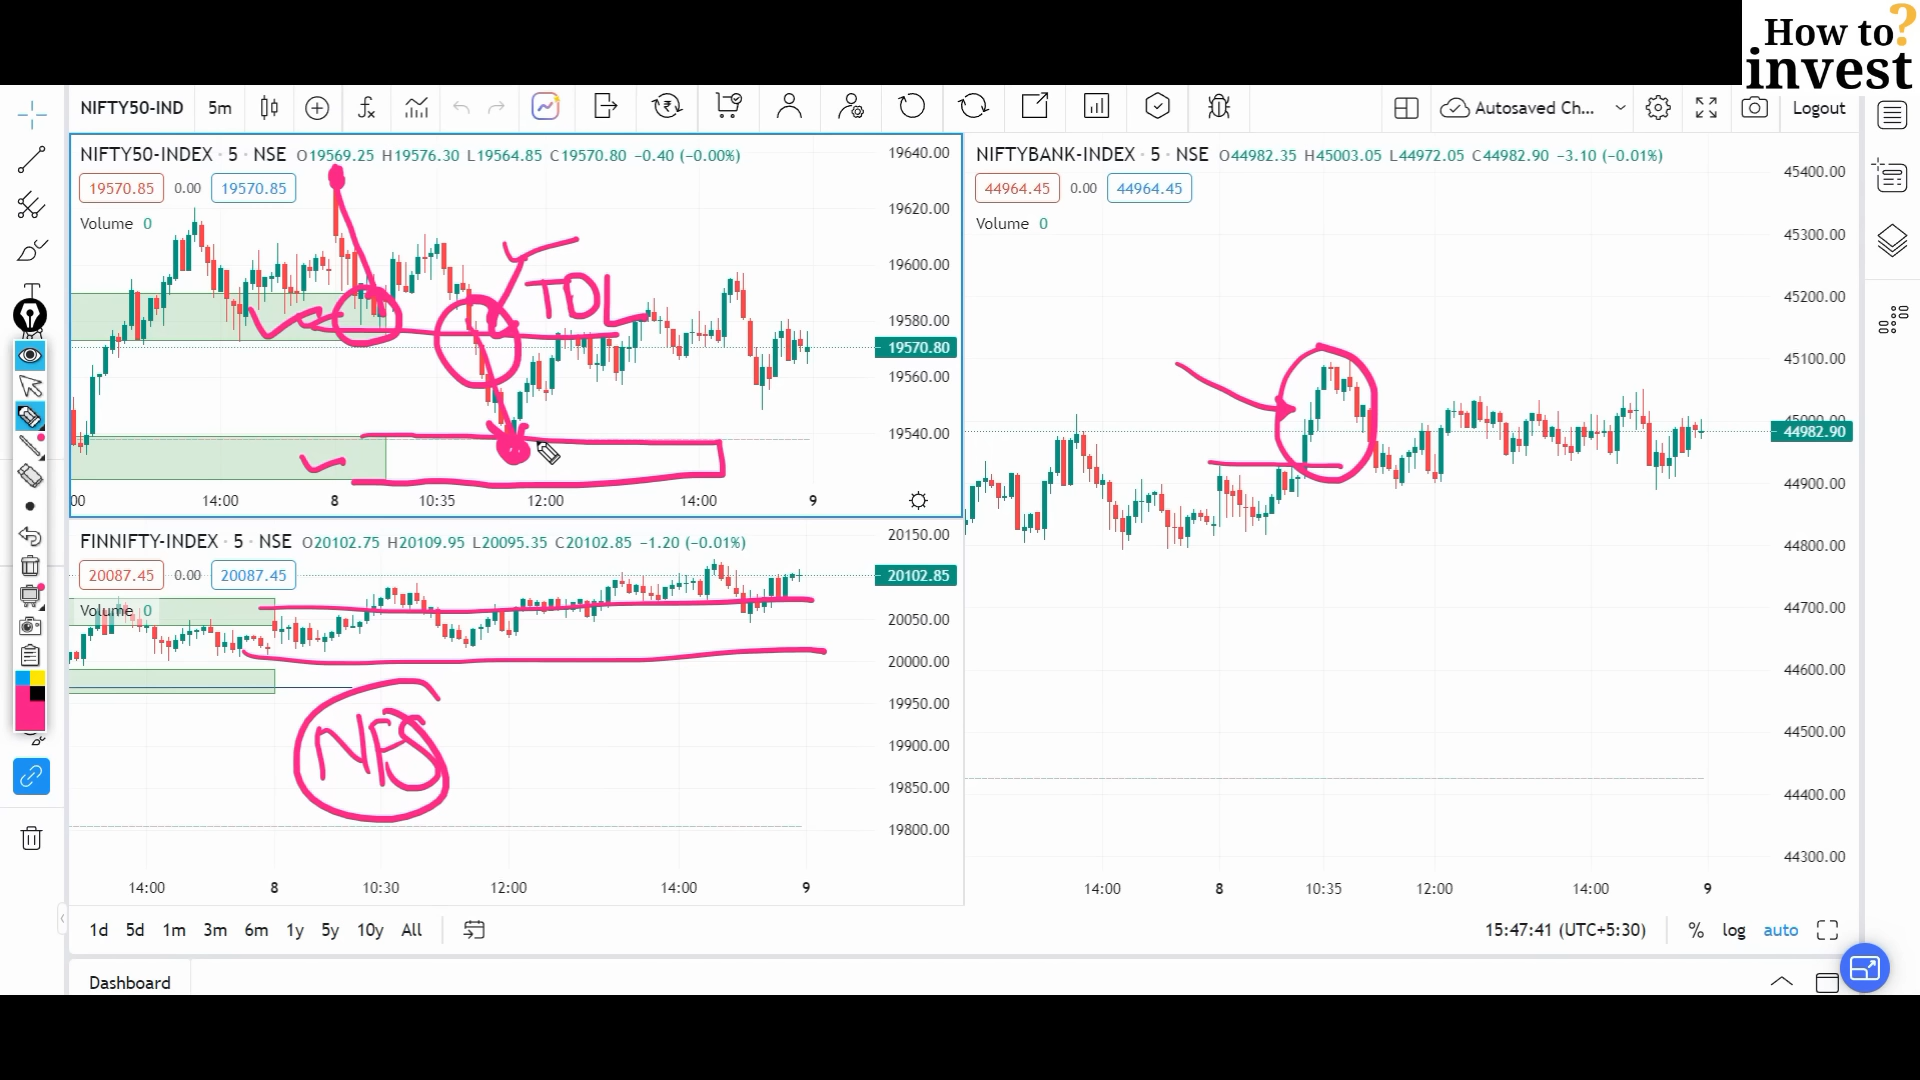 How to?
invest
NIFTY50-IND 5m Autosaved Ch... Logout
NIFTY50-INDEX · 5 · NSE O19569.25 H19576.30 L19564.85 C19570.80 −0.40 (−0.00%)
19570.85 0.00 19570.85
Volume 0
19640.00
19620.00
19600.00
19580.00
19570.80
19560.00
19540.00
TDL
00 14:00 8 10:35 12:00 14:00 9
FINNIFTY-INDEX · 5 · NSE O20102.75 H20109.95 L20095.35 C20102.85 −1.20 (−0.01%)
20087.45 0.00 20087.45
Volume 0
20150.00
20102.85
20050.00
20000.00
19950.00
19900.00
19850.00
19800.00
NFS
14:00 8 10:30 12:00 14:00 9
NIFTYBANK-INDEX · 5 · NSE O44982.35 H45003.05 L44972.05 C44982.90 −3.10 (−0.01%)
44964.45 0.00 44964.45
Volume 0
45400.00
45300.00
45200.00
45100.00
45000.00
44982.90
44900.00
44800.00
44700.00
44600.00
44500.00
44400.00
44300.00
14:00 8 10:35 12:00 14:00 9
1d 5d 1m 3m 6m 1y 5y 10y All 15:47:41 (UTC+5:30) % log auto
Dashboard